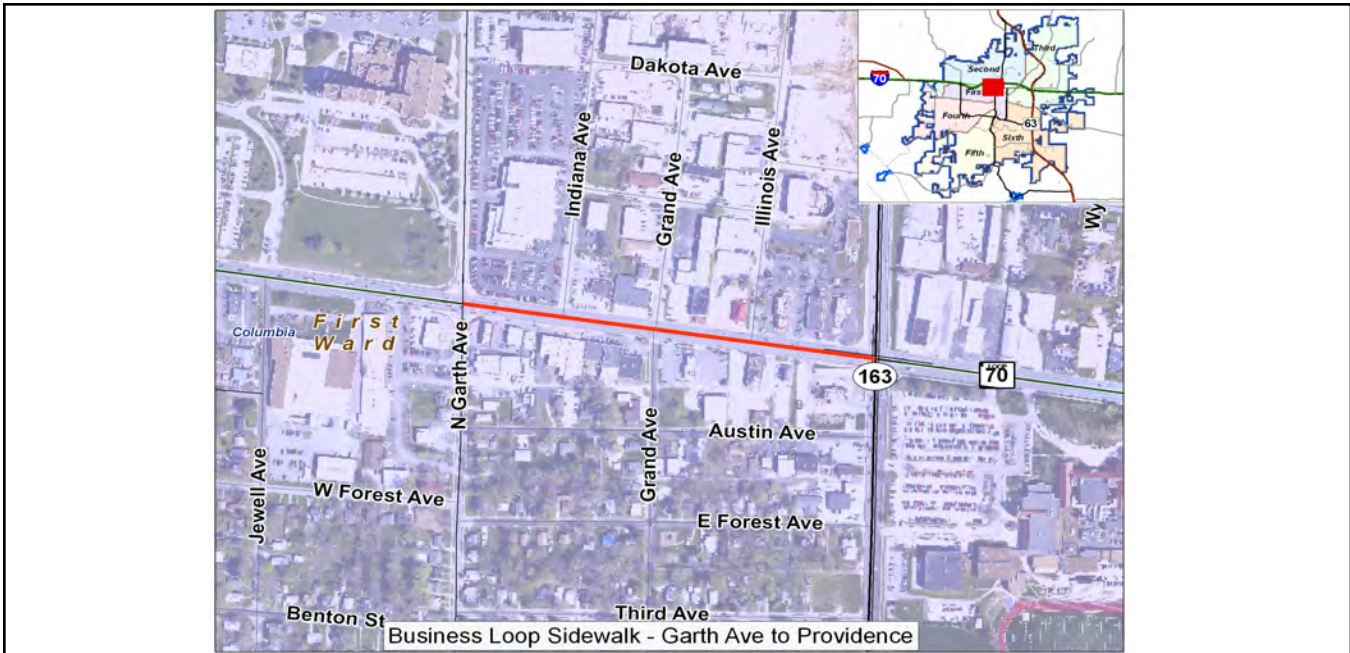 Dakota Ave
Indiana Ave
Grand Ave
Illinois Ave
70
Second
Third
Firs
Fourth
63
Sixth
Fifth
Wy
Columbia
First
Ward
N Garth Ave
163
70
Jewell Ave
Grand Ave
Austin Ave
W Forest Ave
E Forest Ave
Benton St
Third Ave
Business Loop Sidewalk - Garth Ave to Providence